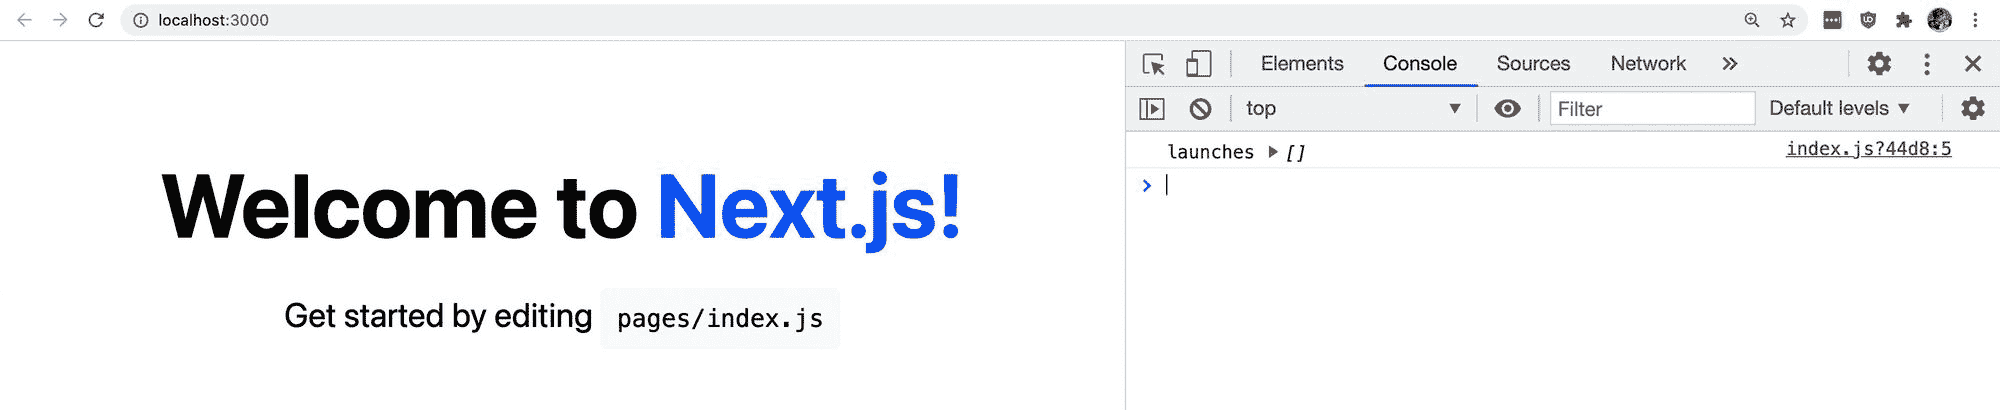 localhost:3000
Elements Console Sources Network
top Filter Default levels
launches [] index.js?44d8:5
Welcome to Next.js!
Get started by editing pages/index.js